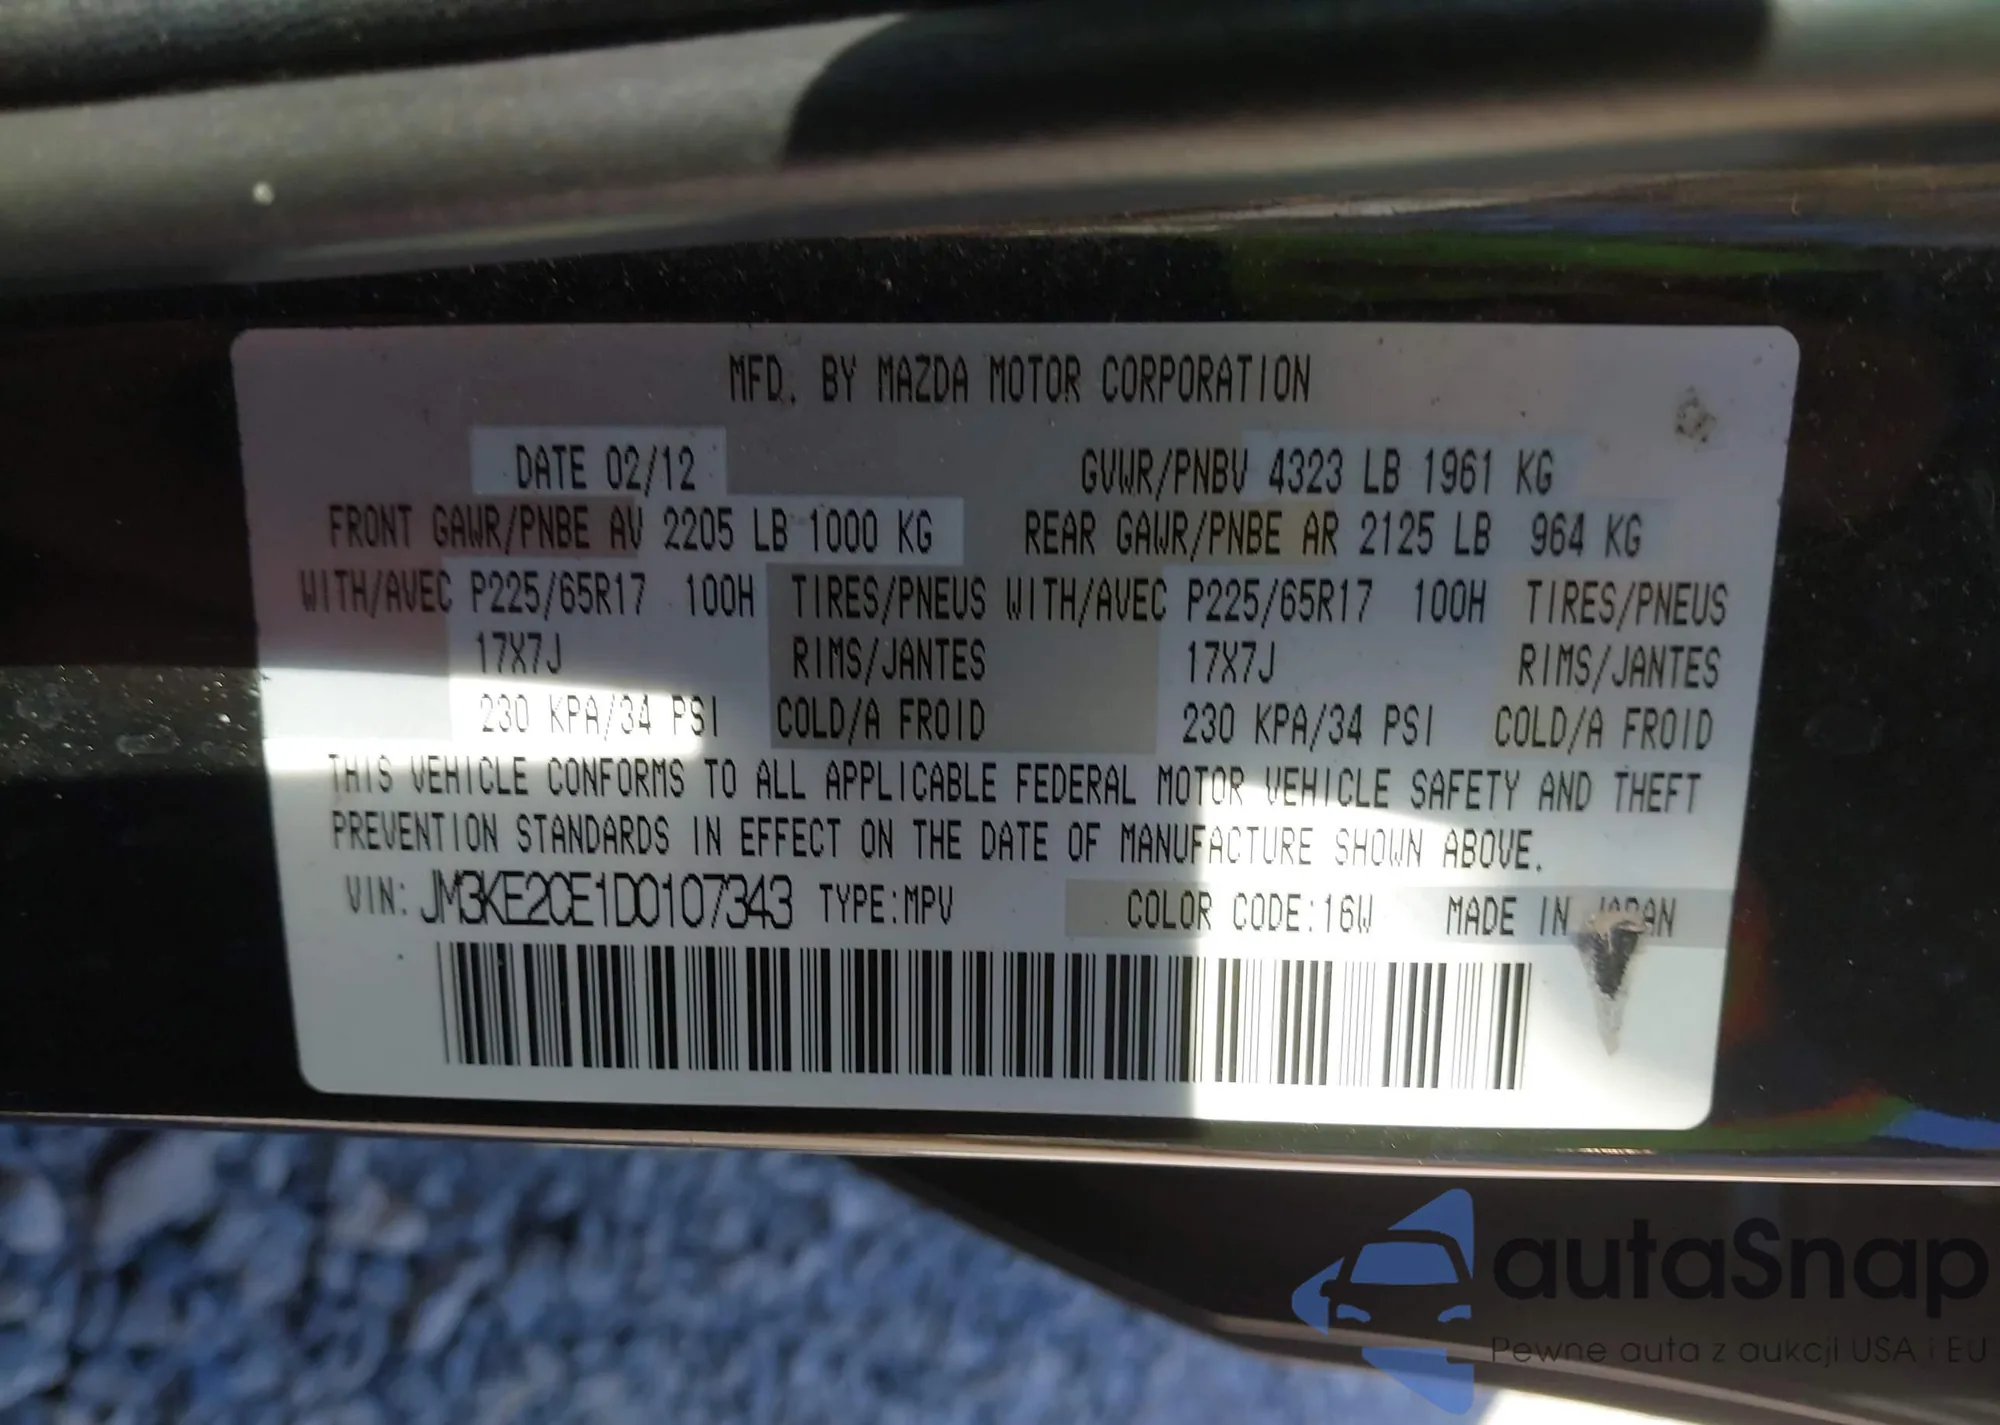 MFD. BY MAZDA MOTOR CORPORATION
DATE 02/12 GVWR/PNBV 4323 LB 1961 KG
FRONT GAWR/PNBE AV 2205 LB 1000 KG REAR GAWR/PNBE AR 2125 LB 964 KG
WITH/AVEC P225/65R17 100H TIRES/PNEUS WITH/AVEC P225/65R17 100H TIRES/PNEUS
17X7J RIMS/JANTES 17X7J RIMS/JANTES
230 KPA/34 PSI COLD/A FROID 230 KPA/34 PSI COLD/A FROID
THIS VEHICLE CONFORMS TO ALL APPLICABLE FEDERAL MOTOR VEHICLE SAFETY AND THEFT
PREVENTION STANDARDS IN EFFECT ON THE DATE OF MANUFACTURE SHOWN ABOVE.
VIN: JM3KE2CE1D0107343 TYPE:MPV COLOR CODE:16W MADE IN JAPAN
autaSnap
Pewne auta z aukcji USA i EU